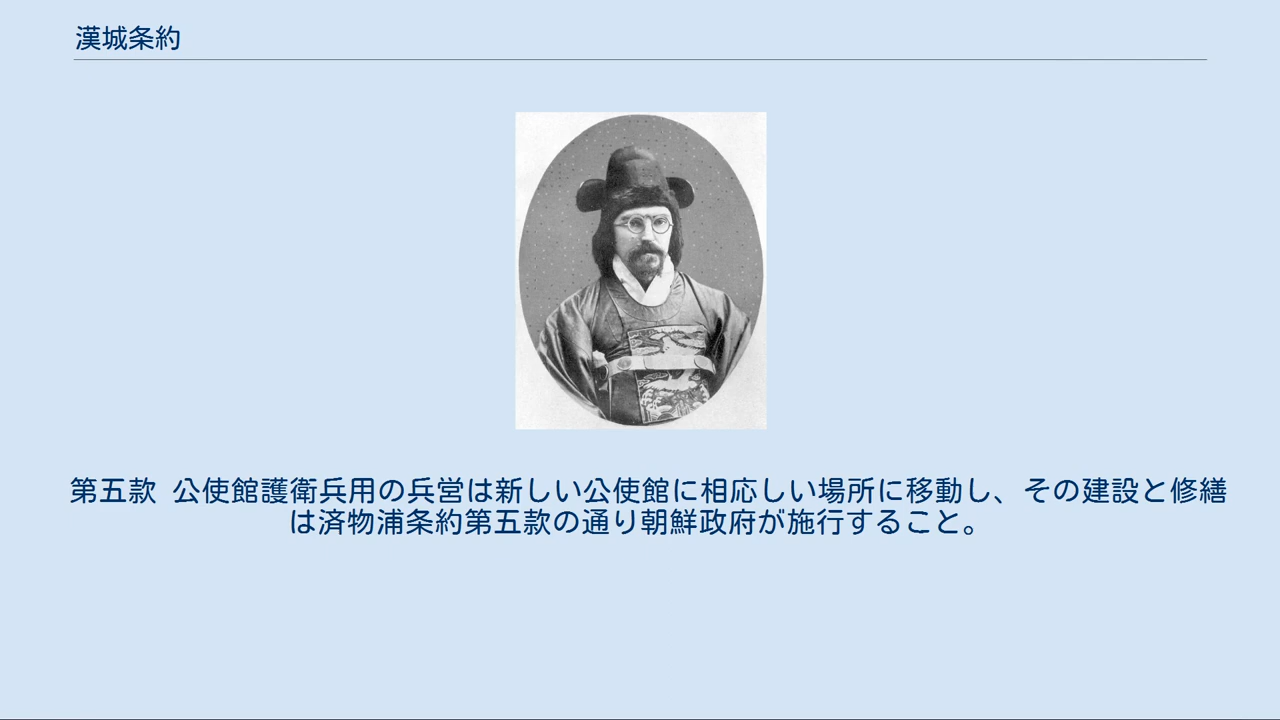 漢城条約
第五款 公使館護衛兵用の兵営は新しい公使館に相応しい場所に移動し、その建設と修繕
は済物浦条約第五款の通り朝鮮政府が施行すること。